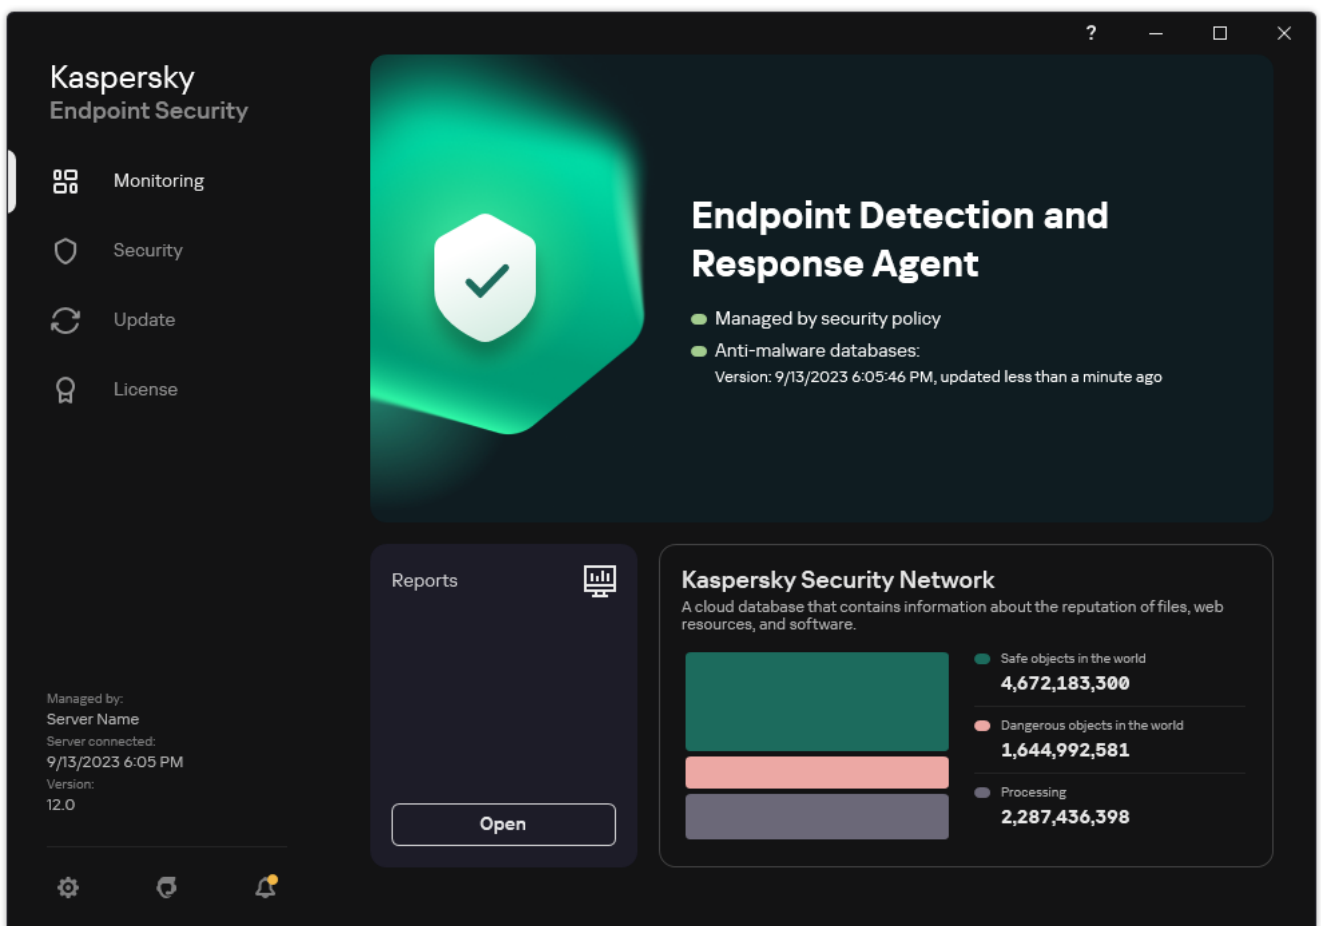 ?
Kaspersky
Endpoint Security
Monitoring
Security
Update
License
Endpoint Detection and
Response Agent
Managed by security policy
Anti-malware databases:
Version: 9/13/2023 6:05:46 PM, updated less than a minute ago
Reports
Open
Kaspersky Security Network
A cloud database that contains information about the reputation of files, web
resources, and software.
Safe objects in the world
4,672,183,300
Dangerous objects in the world
1,644,992,581
Processing
2,287,436,398
Managed by:
Server Name
Server connected:
9/13/2023 6:05 PM
Version:
12.0